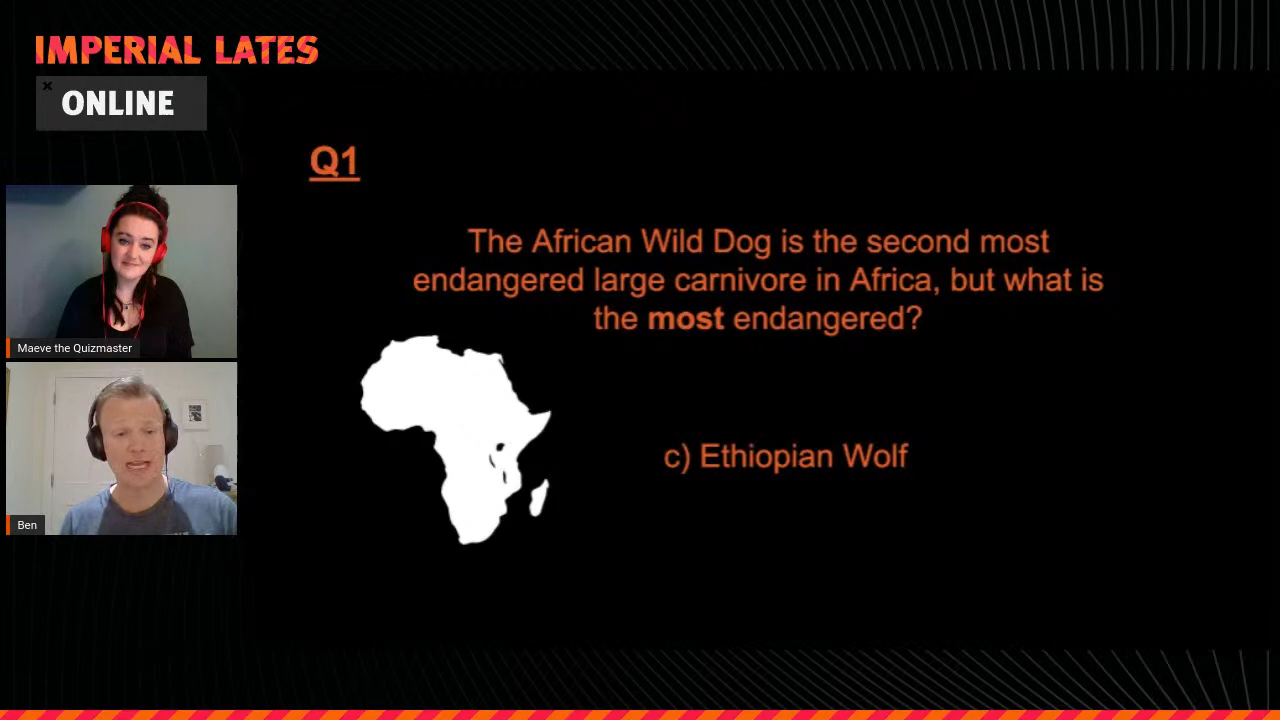 IMPERIAL LATES
ONLINE
Q1
The African Wild Dog is the second most
endangered large carnivore in Africa, but what is
the most endangered?
c) Ethiopian Wolf
Maeve the Quizmaster
Ben